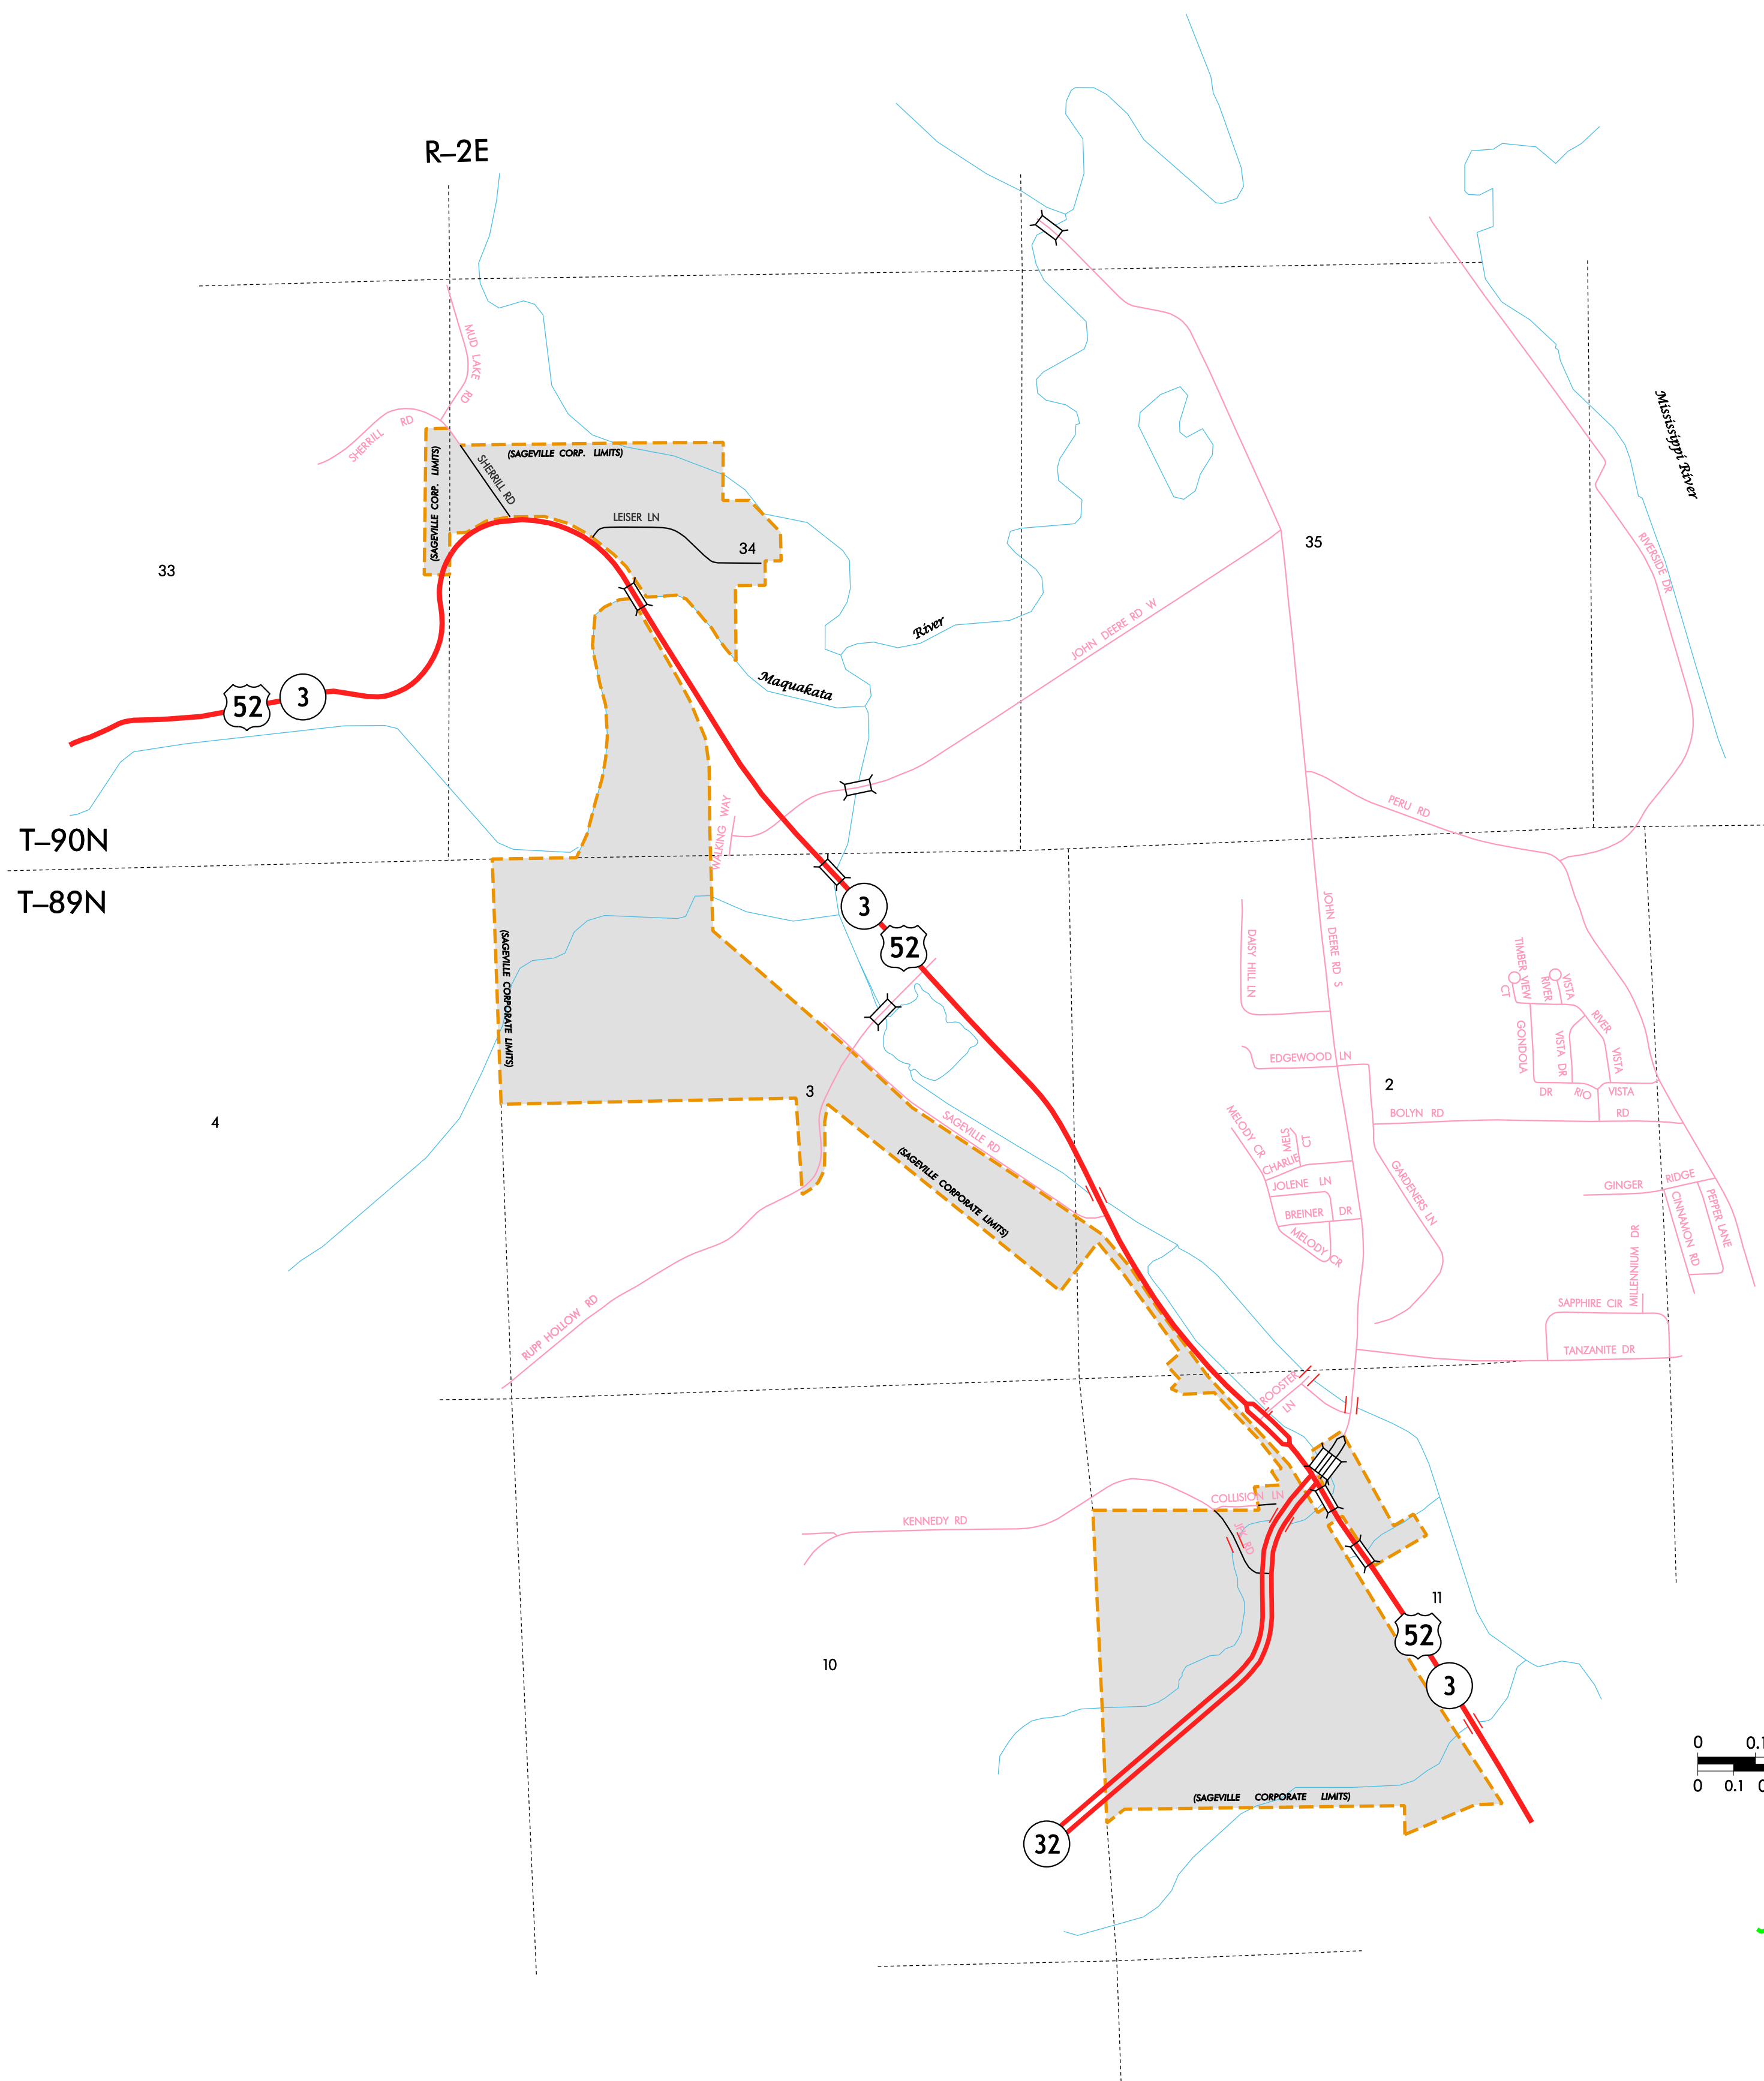 R–2E
MUD LAKE RD
SHERRILL RD
(SAGEVILLE CORP. LIMITS)
(SAGEVILLE CORP. LIMITS)
SHERRILL RD
LEISER LN
34
35
33
Mississippi River
RIVERSIDE DR
River
Maquakata
JOHN DEERE RD W
52
3
WALKING WAY
PERU RD
T–90N
T–89N
3
52
(SAGEVILLE CORPORATE LIMITS)
JOHN DEERE RD S
DAISY HILL LN
TIMBER VIEW CT
RIVER VISTA
RIVER VISTA
GONDOLA DR
VISTA DR
RIO VISTA
EDGEWOOD LN
2
3
4
BOLYN RD
RD
MELODY CR
MELS CT
CHARLIE
JOLENE LN
BREINER DR
MELODY CR
GARDENERS LN
SAGEVILLE RD
(SAGEVILLE CORPORATE LIMITS)
GINGER RIDGE
CINNAMON RD
PEPPER LANE
MILLENNIUM DR
SAPPHIRE CIR
TANZANITE DR
RUPP HOLLOW RD
ROOSTER LN
COLLISION LN
KENNEDY RD
JFK RD
11
52
3
10
0 0.1
0 0.1
(SAGEVILLE CORPORATE LIMITS)
32